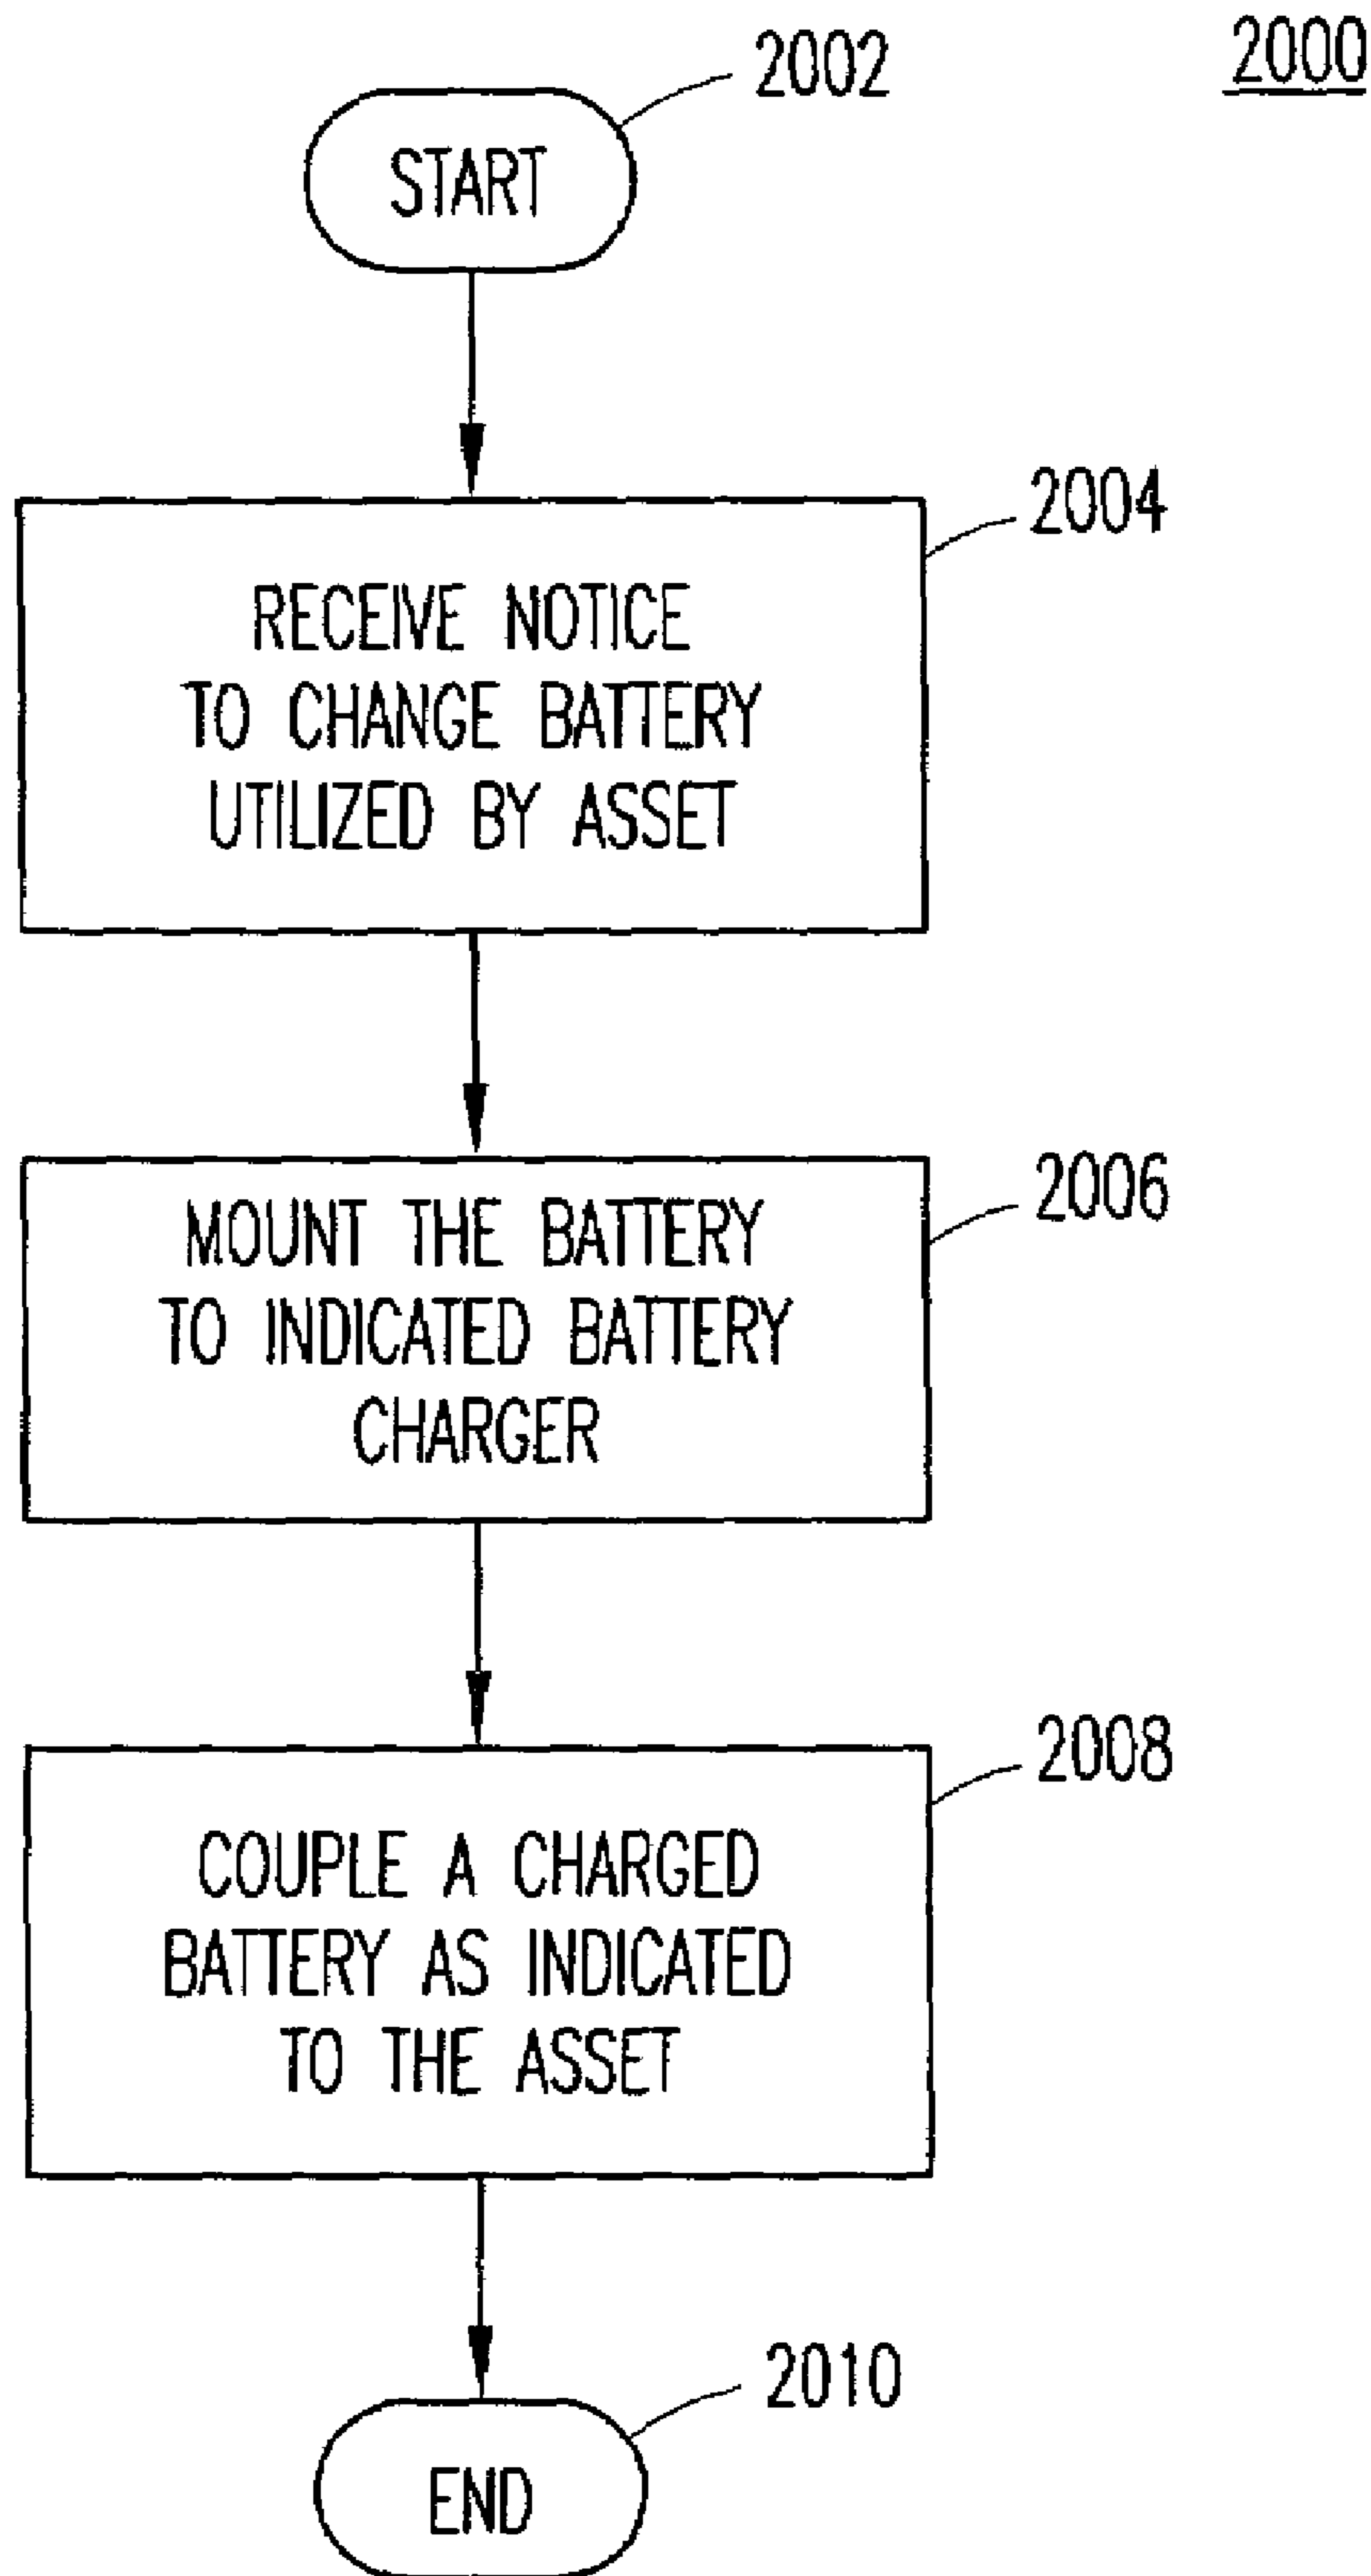 2000
2002
START
2004
RECEIVE NOTICE
TO CHANGE BATTERY
UTILIZED BY ASSET
2006
MOUNT THE BATTERY
TO INDICATED BATTERY
CHARGER
2008
COUPLE A CHARGED
BATTERY AS INDICATED
TO THE ASSET
2010
END